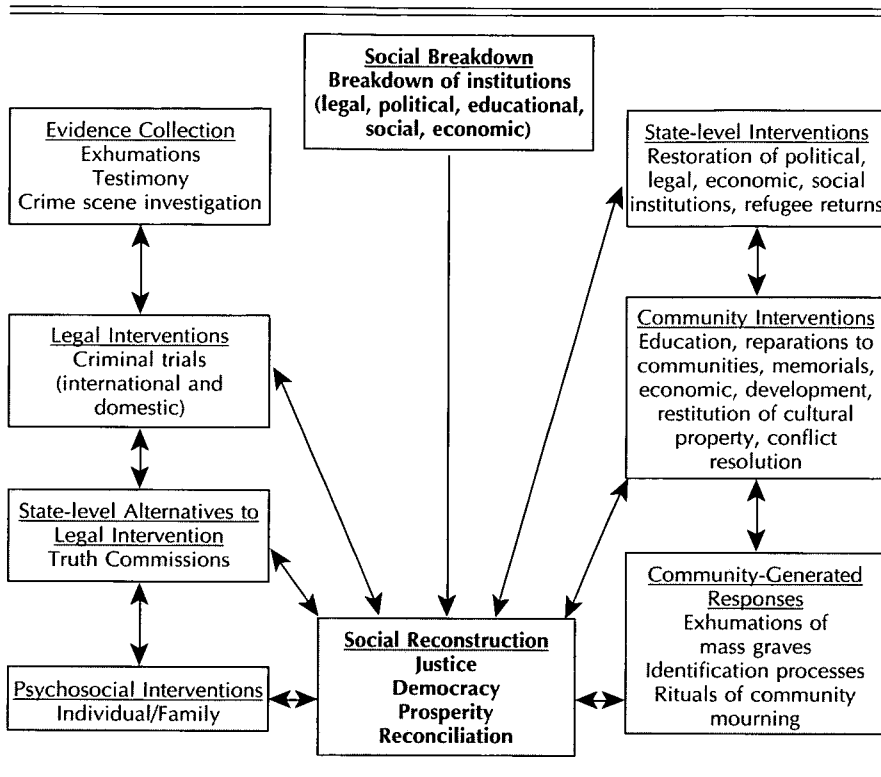 Social Breakdown
Breakdown of institutions
(legal, political, educational,
social, economic)
Evidence Collection
Exhumations
Testimony
Crime scene investigation
Legal Interventions
Criminal trials
(international and
domestic)
State-level Alternatives to
Legal Intervention
Truth Commissions
Psychosocial Interventions
Individual/Family
Social Reconstruction
Justice
Democracy
Prosperity
Reconciliation
State-level Interventions
Restoration of political,
legal, economic, social
institutions, refugee returns
Community Interventions
Education, reparations to
communities, memorials,
economic, development,
restitution of cultural
property, conflict
resolution
Community-Generated
Responses
Exhumations of
mass graves
Identification processes
Rituals of community
mourning